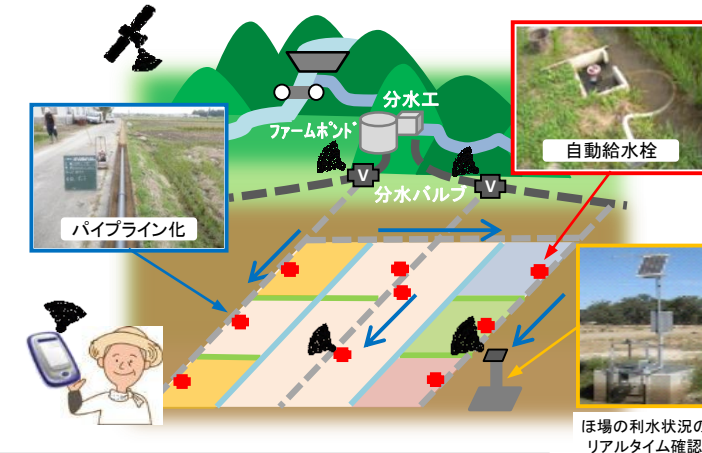 分水工
ファームポンド
自動給水栓
V
分水バルブ
V
パイプライン化
ほ場の利水状況の
リアルタイム確認